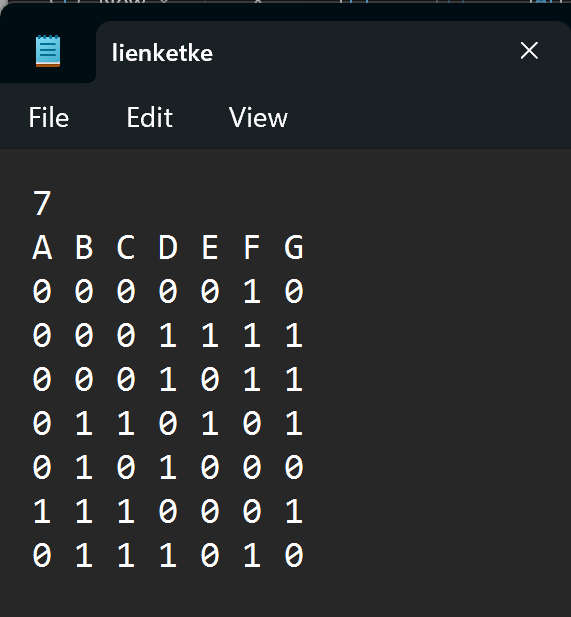 lienketke
File Edit View
7
A B C D E F G
0 0 0 0 0 1 0
0 0 0 1 1 1 1
0 0 0 1 0 1 1
0 1 1 0 1 0 1
0 1 0 1 0 0 0
1 1 1 0 0 0 1
0 1 1 1 0 1 0